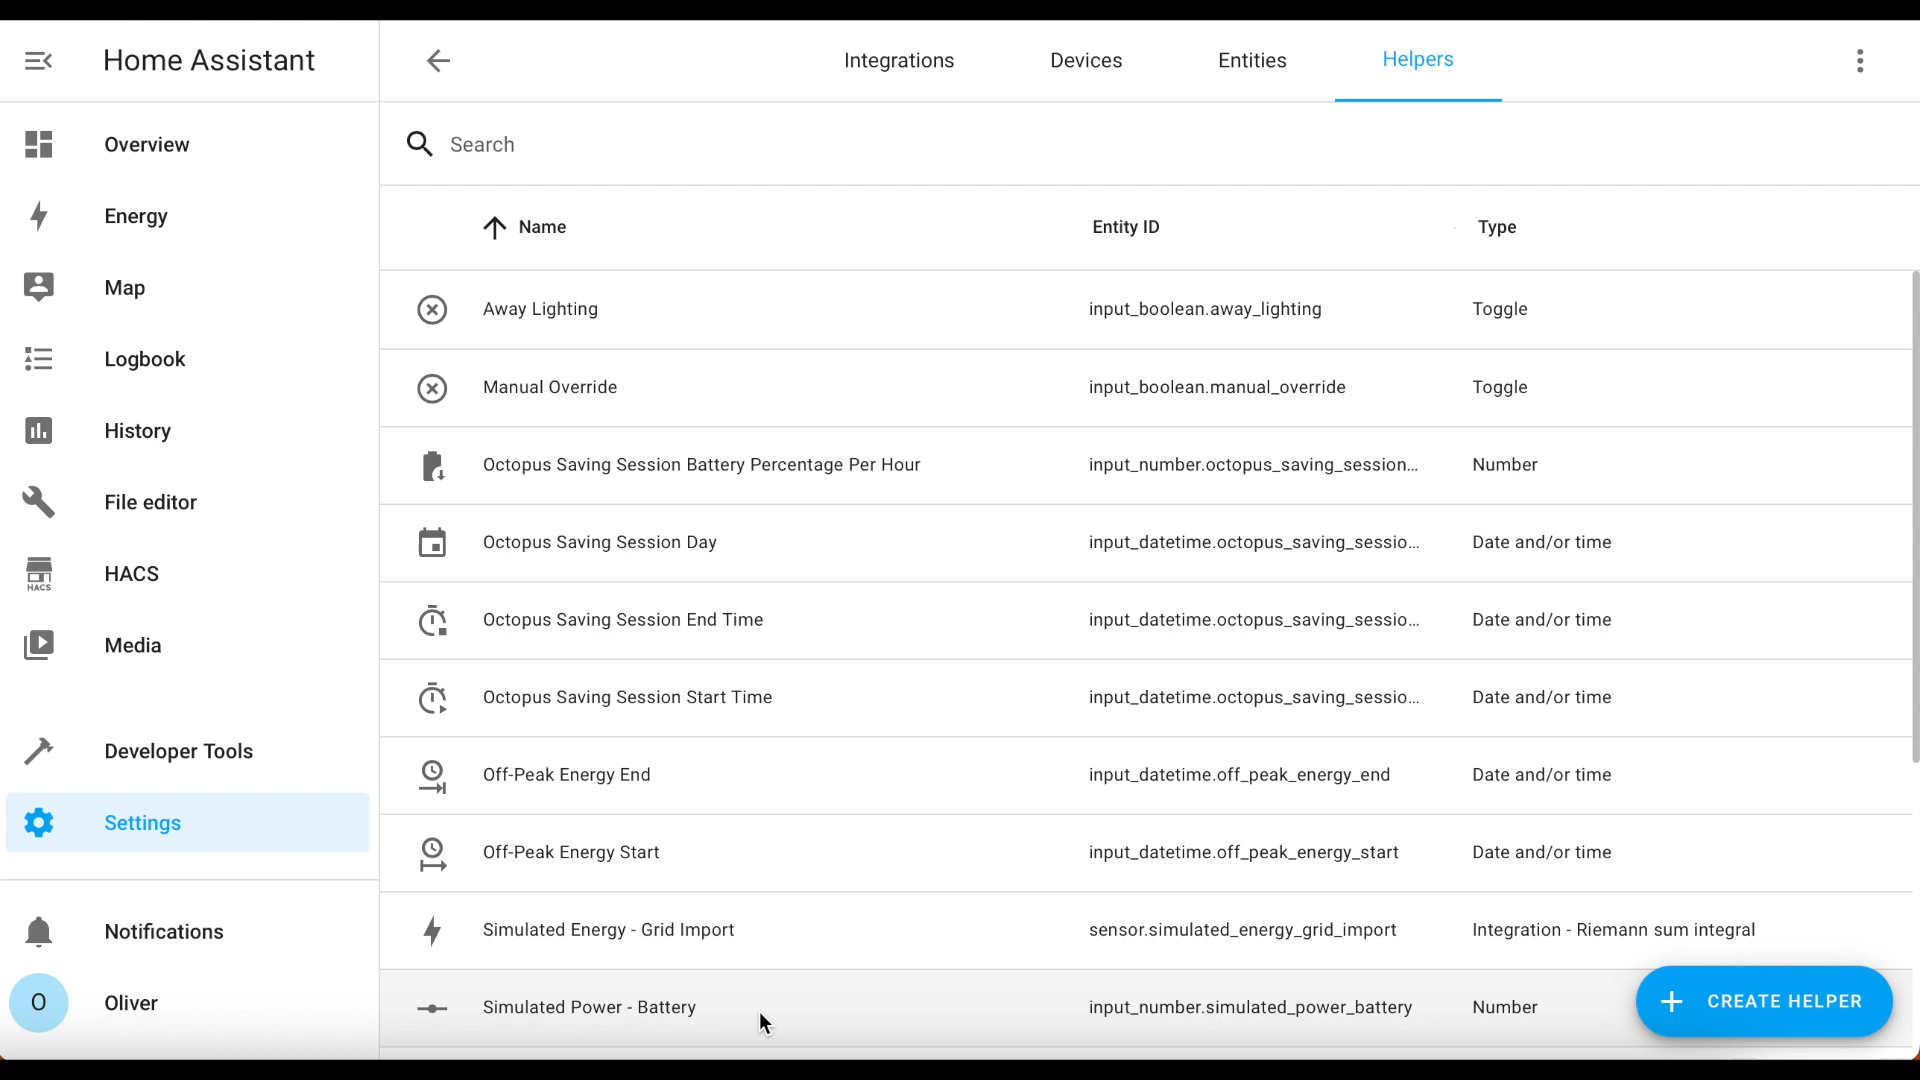 Home Assistant
Integrations
Devices
Entities
Helpers
Overview
Energy
Map
Logbook
History
File editor
HACS
HACS
Media
Developer Tools
Settings
Notifications
O
Oliver
Search
Name Entity ID Type
Away Lighting input_boolean.away_lighting Toggle
Manual Override input_boolean.manual_override Toggle
Octopus Saving Session Battery Percentage Per Hour input_number.octopus_saving_session... Number
Octopus Saving Session Day input_datetime.octopus_saving_sessio... Date and/or time
Octopus Saving Session End Time input_datetime.octopus_saving_sessio... Date and/or time
Octopus Saving Session Start Time input_datetime.octopus_saving_sessio... Date and/or time
Off-Peak Energy End input_datetime.off_peak_energy_end Date and/or time
Off-Peak Energy Start input_datetime.off_peak_energy_start Date and/or time
Simulated Energy - Grid Import sensor.simulated_energy_grid_import Integration - Riemann sum integral
Simulated Power - Battery input_number.simulated_power_battery Number
CREATE HELPER